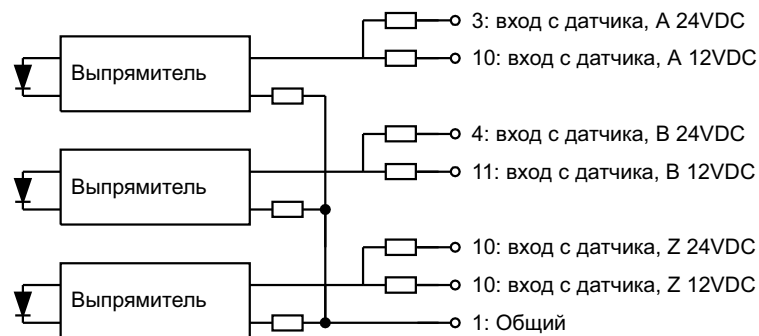 3: вход с датчика, A 24VDC
10: вход с датчика, A 12VDC
Выпрямитель
4: вход с датчика, B 24VDC
11: вход с датчика, B 12VDC
Выпрямитель
10: вход с датчика, Z 24VDC
10: вход с датчика, Z 12VDC
Выпрямитель
1: Общий